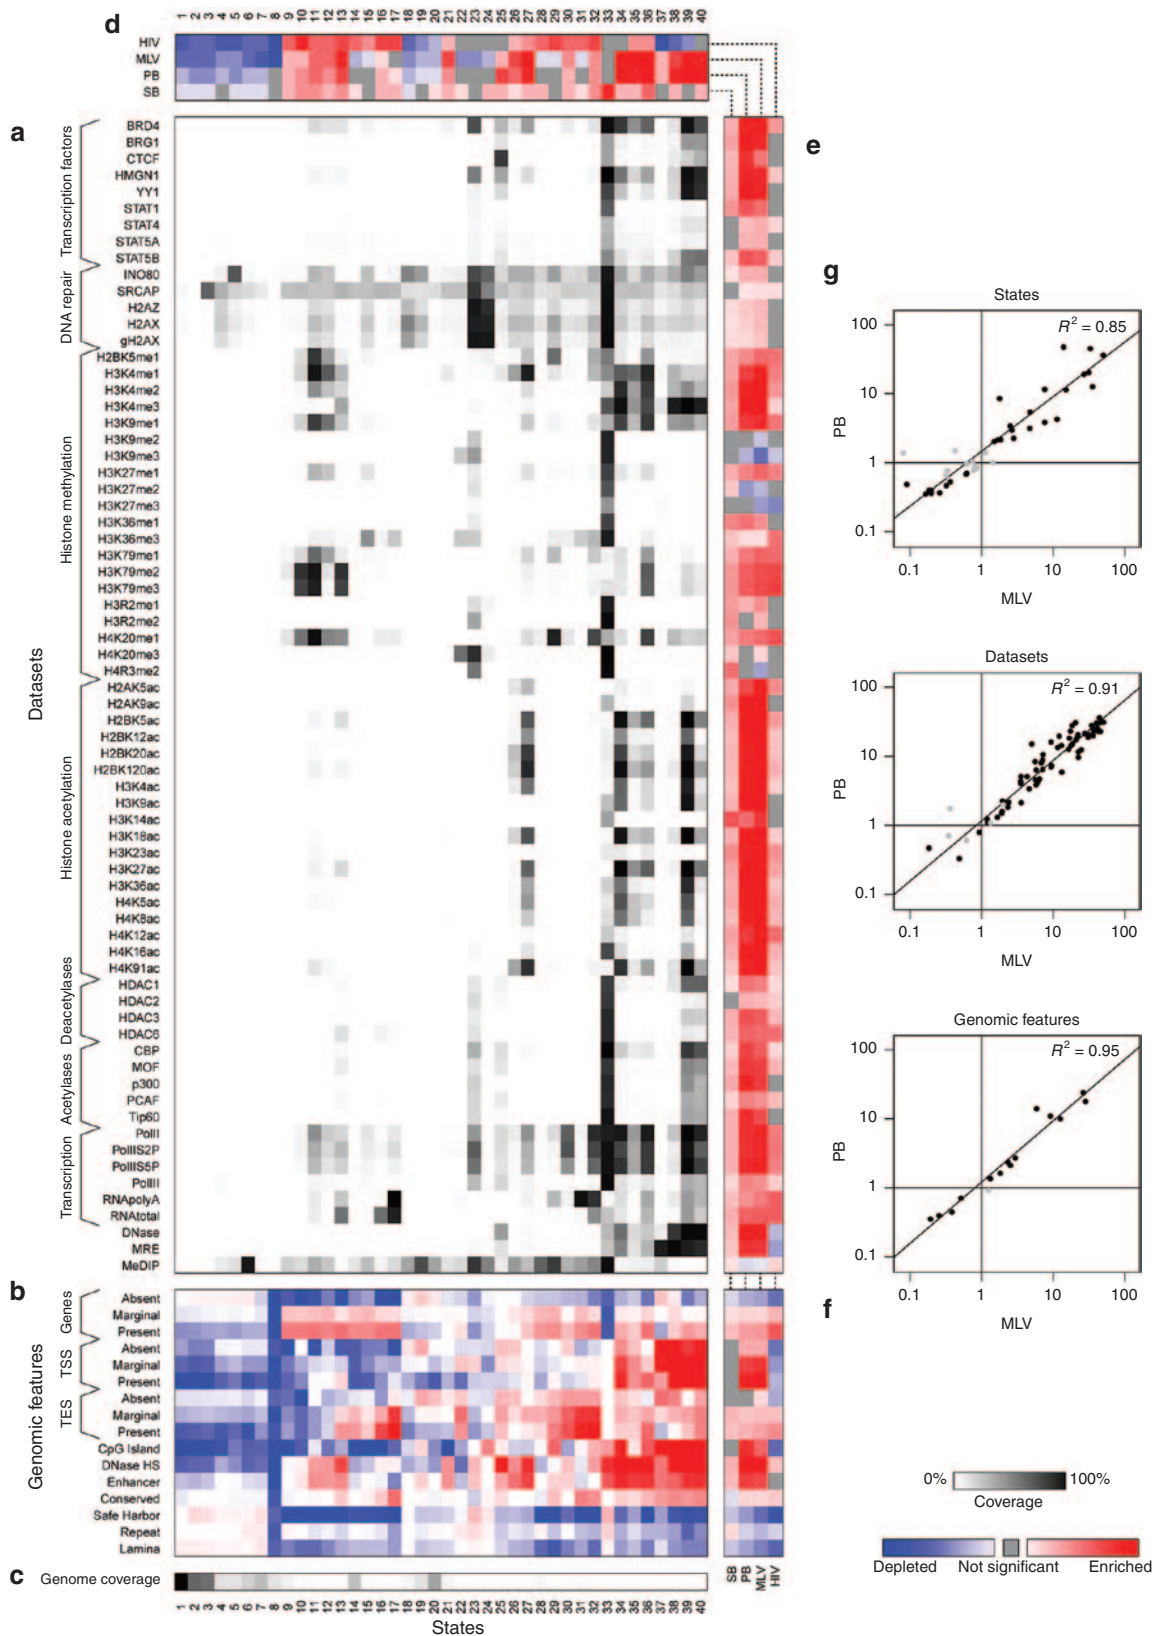 d
1 2 3 4 5 6 7 8 9 10 11 12 13 14 15 16 17 18 19 20 21 22 23 24 25 26 27 28 29 30 31 32 33 34 35 36 37 38 39 40
HIV
MLV
PB
SB
a
Datasets
Transcription factors
BRD4
BRG1
CTCF
HMGN1
YY1
STAT1
STAT4
STAT5A
STAT5B
DNA repair
INO80
SRCAP
H2AZ
H2AX
gH2AX
Histone methylation
H2BK5me1
H3K4me1
H3K4me2
H3K4me3
H3K9me1
H3K9me2
H3K9me3
H3K27me1
H3K27me2
H3K27me3
H3K36me1
H3K36me3
H3K79me1
H3K79me2
H3K79me3
H3R2me1
H3R2me2
H4K20me1
H4K20me3
H4R3me2
Histone acetylation
H2AK5ac
H2AK9ac
H2BK5ac
H2BK12ac
H2BK20ac
H2BK120ac
H3K4ac
H3K9ac
H3K14ac
H3K18ac
H3K23ac
H3K27ac
H3K36ac
H4K5ac
H4K8ac
H4K12ac
H4K16ac
H4K91ac
Deacetylases
HDAC1
HDAC2
HDAC3
HDAC6
Acetylases
CBP
MOF
p300
PCAF
Tip60
Transcription
PolII
PolIIS2P
PolIIS5P
PolIII
RNApolyA
RNAtotal
DNase
MRE
MeDIP
b
Genomic features
Genes
Absent
Marginal
Present
TSS
Absent
Marginal
Present
TES
Absent
Marginal
Present
CpG Island
DNase HS
Enhancer
Conserved
Safe Harbor
Repeat
Lamina
c
Genome coverage
1 2 3 4 5 6 7 8 9 10 11 12 13 14 15 16 17 18 19 20 21 22 23 24 25 26 27 28 29 30 31 32 33 34 35 36 37 38 39 40
States
SB PB MLV HIV
e
g
States
R² = 0.85
100
10
1
0.1
PB
0.1 1 10 100
MLV
Datasets
R² = 0.91
100
10
1
0.1
PB
0.1 1 10 100
MLV
Genomic features
R² = 0.95
100
10
1
0.1
PB
0.1 1 10 100
MLV
f
0% 100%
Coverage
Depleted Not significant Enriched